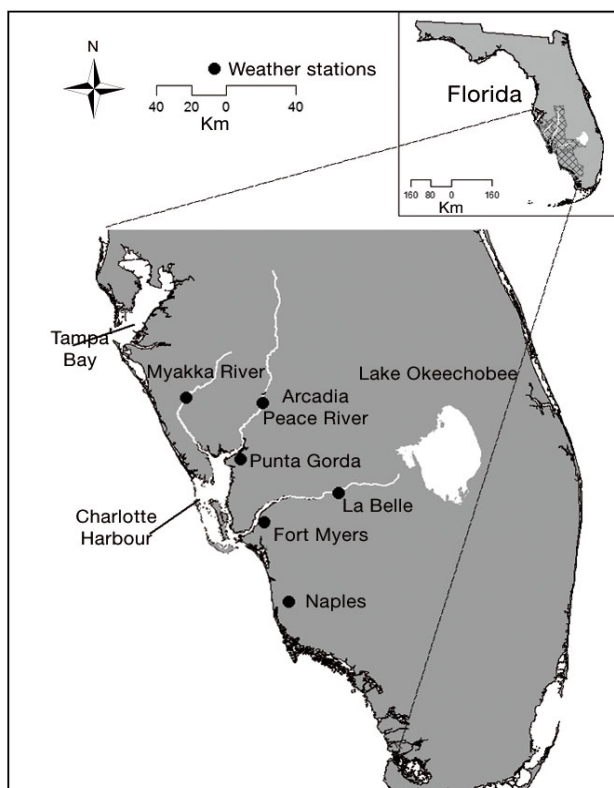 N
Weather stations
40 20 0 40
Km
Florida
160 80 0 160
Km
Tampa
Bay
Myakka River
Lake Okeechobee
Arcadia
Peace River
Punta Gorda
La Belle
Charlotte
Harbour
Fort Myers
Naples